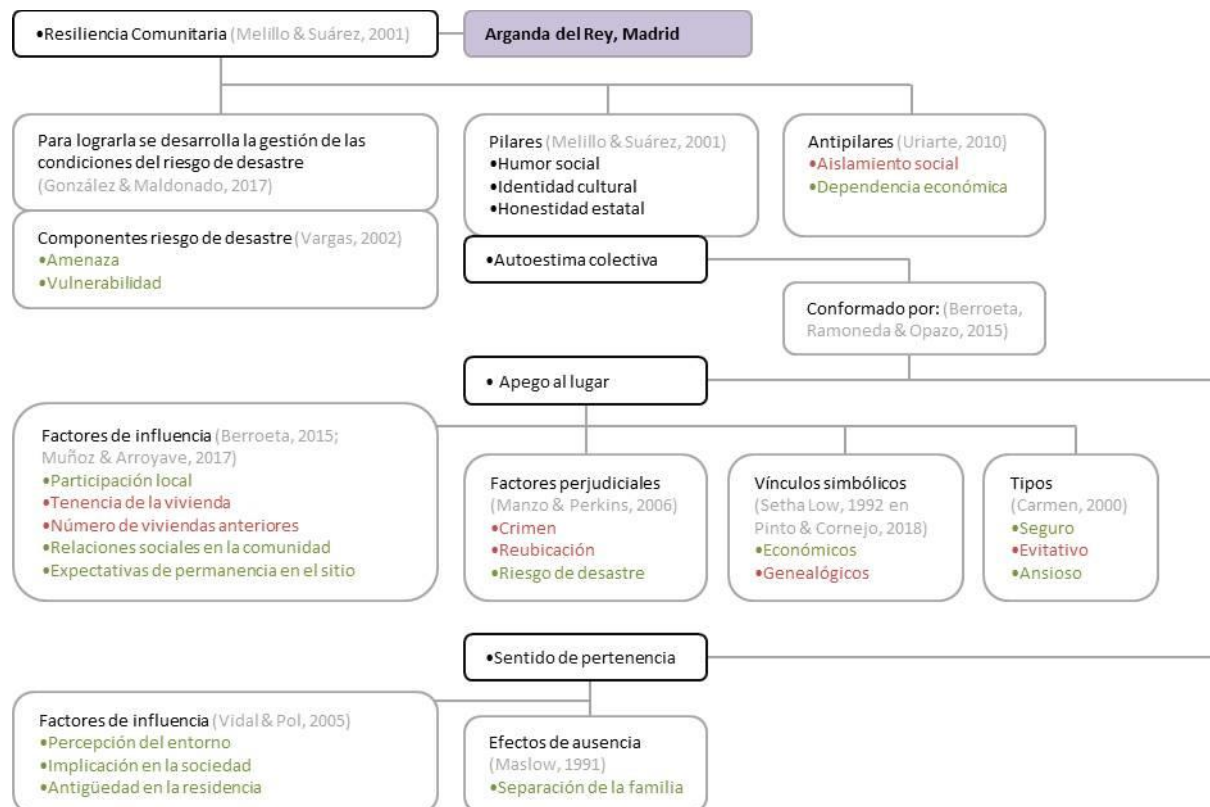 •Resiliencia Comunitaria (Melillo & Suárez, 2001)
Arganda del Rey, Madrid
Para lograrla se desarrolla la gestión de las
condiciones del riesgo de desastre
(González & Maldonado, 2017)
Pilares (Melillo & Suárez, 2001)
•Humor social
•Identidad cultural
•Honestidad estatal
Antipilares (Uriarte, 2010)
•Aislamiento social
•Dependencia económica
Componentes riesgo de desastre (Vargas, 2002)
•Amenaza
•Vulnerabilidad
•Autoestima colectiva
Conformado por: (Berroeta,
Ramoneda & Opazo, 2015)
• Apego al lugar
Factores de influencia (Berroeta, 2015;
Muñoz & Arroyave, 2017)
•Participación local
•Tenencia de la vivienda
•Número de viviendas anteriores
•Relaciones sociales en la comunidad
•Expectativas de permanencia en el sitio
Factores perjudiciales
(Manzo & Perkins, 2006)
•Crimen
•Reubicación
•Riesgo de desastre
Vínculos simbólicos
(Setha Low, 1992 en
Pinto & Cornejo, 2018)
•Económicos
•Genealógicos
Tipos
(Carmen, 2000)
•Seguro
•Evitativo
•Ansioso
•Sentido de pertenencia
Factores de influencia (Vidal & Pol, 2005)
•Percepción del entorno
•Implicación en la sociedad
•Antigüedad en la residencia
Efectos de ausencia
(Maslow, 1991)
•Separación de la familia